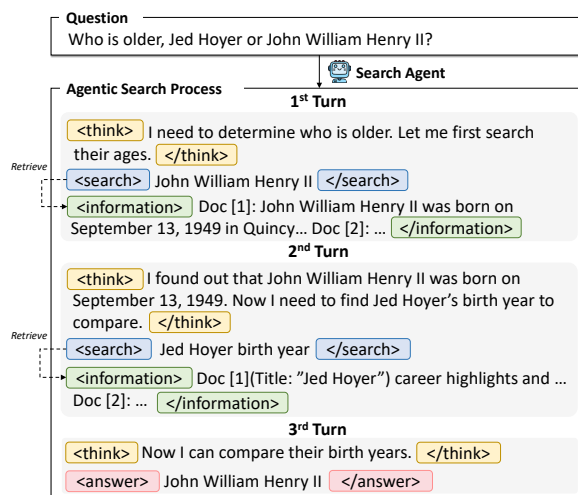 Question
Who is older, Jed Hoyer or John William Henry II?
Search Agent
Agentic Search Process
1st Turn
<think> I need to determine who is older. Let me first search
their ages. </think>
Retrieve
<search> John William Henry II </search>
<information> Doc [1]: John William Henry II was born on
September 13, 1949 in Quincy... Doc [2]: ... </information>
2nd Turn
<think> I found out that John William Henry II was born on
September 13, 1949. Now I need to find Jed Hoyer’s birth year to
compare. </think>
Retrieve
<search> Jed Hoyer birth year </search>
<information> Doc [1](Title: ”Jed Hoyer”) career highlights and ...
Doc [2]: ... </information>
3rd Turn
<think> Now I can compare their birth years. </think>
<answer> John William Henry II </answer>